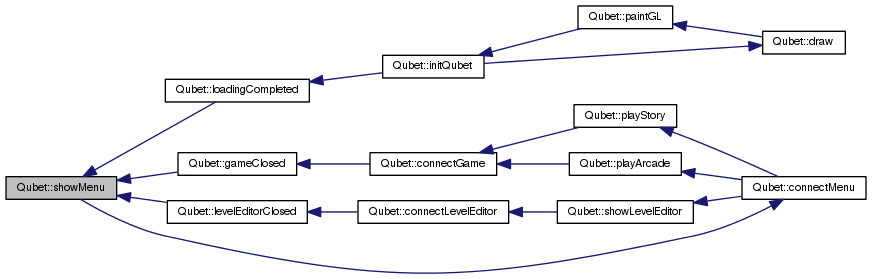 Qubet::paintGL
Qubet::draw
Qubet::initQubet
Qubet::loadingCompleted
Qubet::playStory
Qubet::gameClosed
Qubet::connectGame
Qubet::playArcade
Qubet::showMenu
Qubet::connectMenu
Qubet::levelEditorClosed
Qubet::connectLevelEditor
Qubet::showLevelEditor